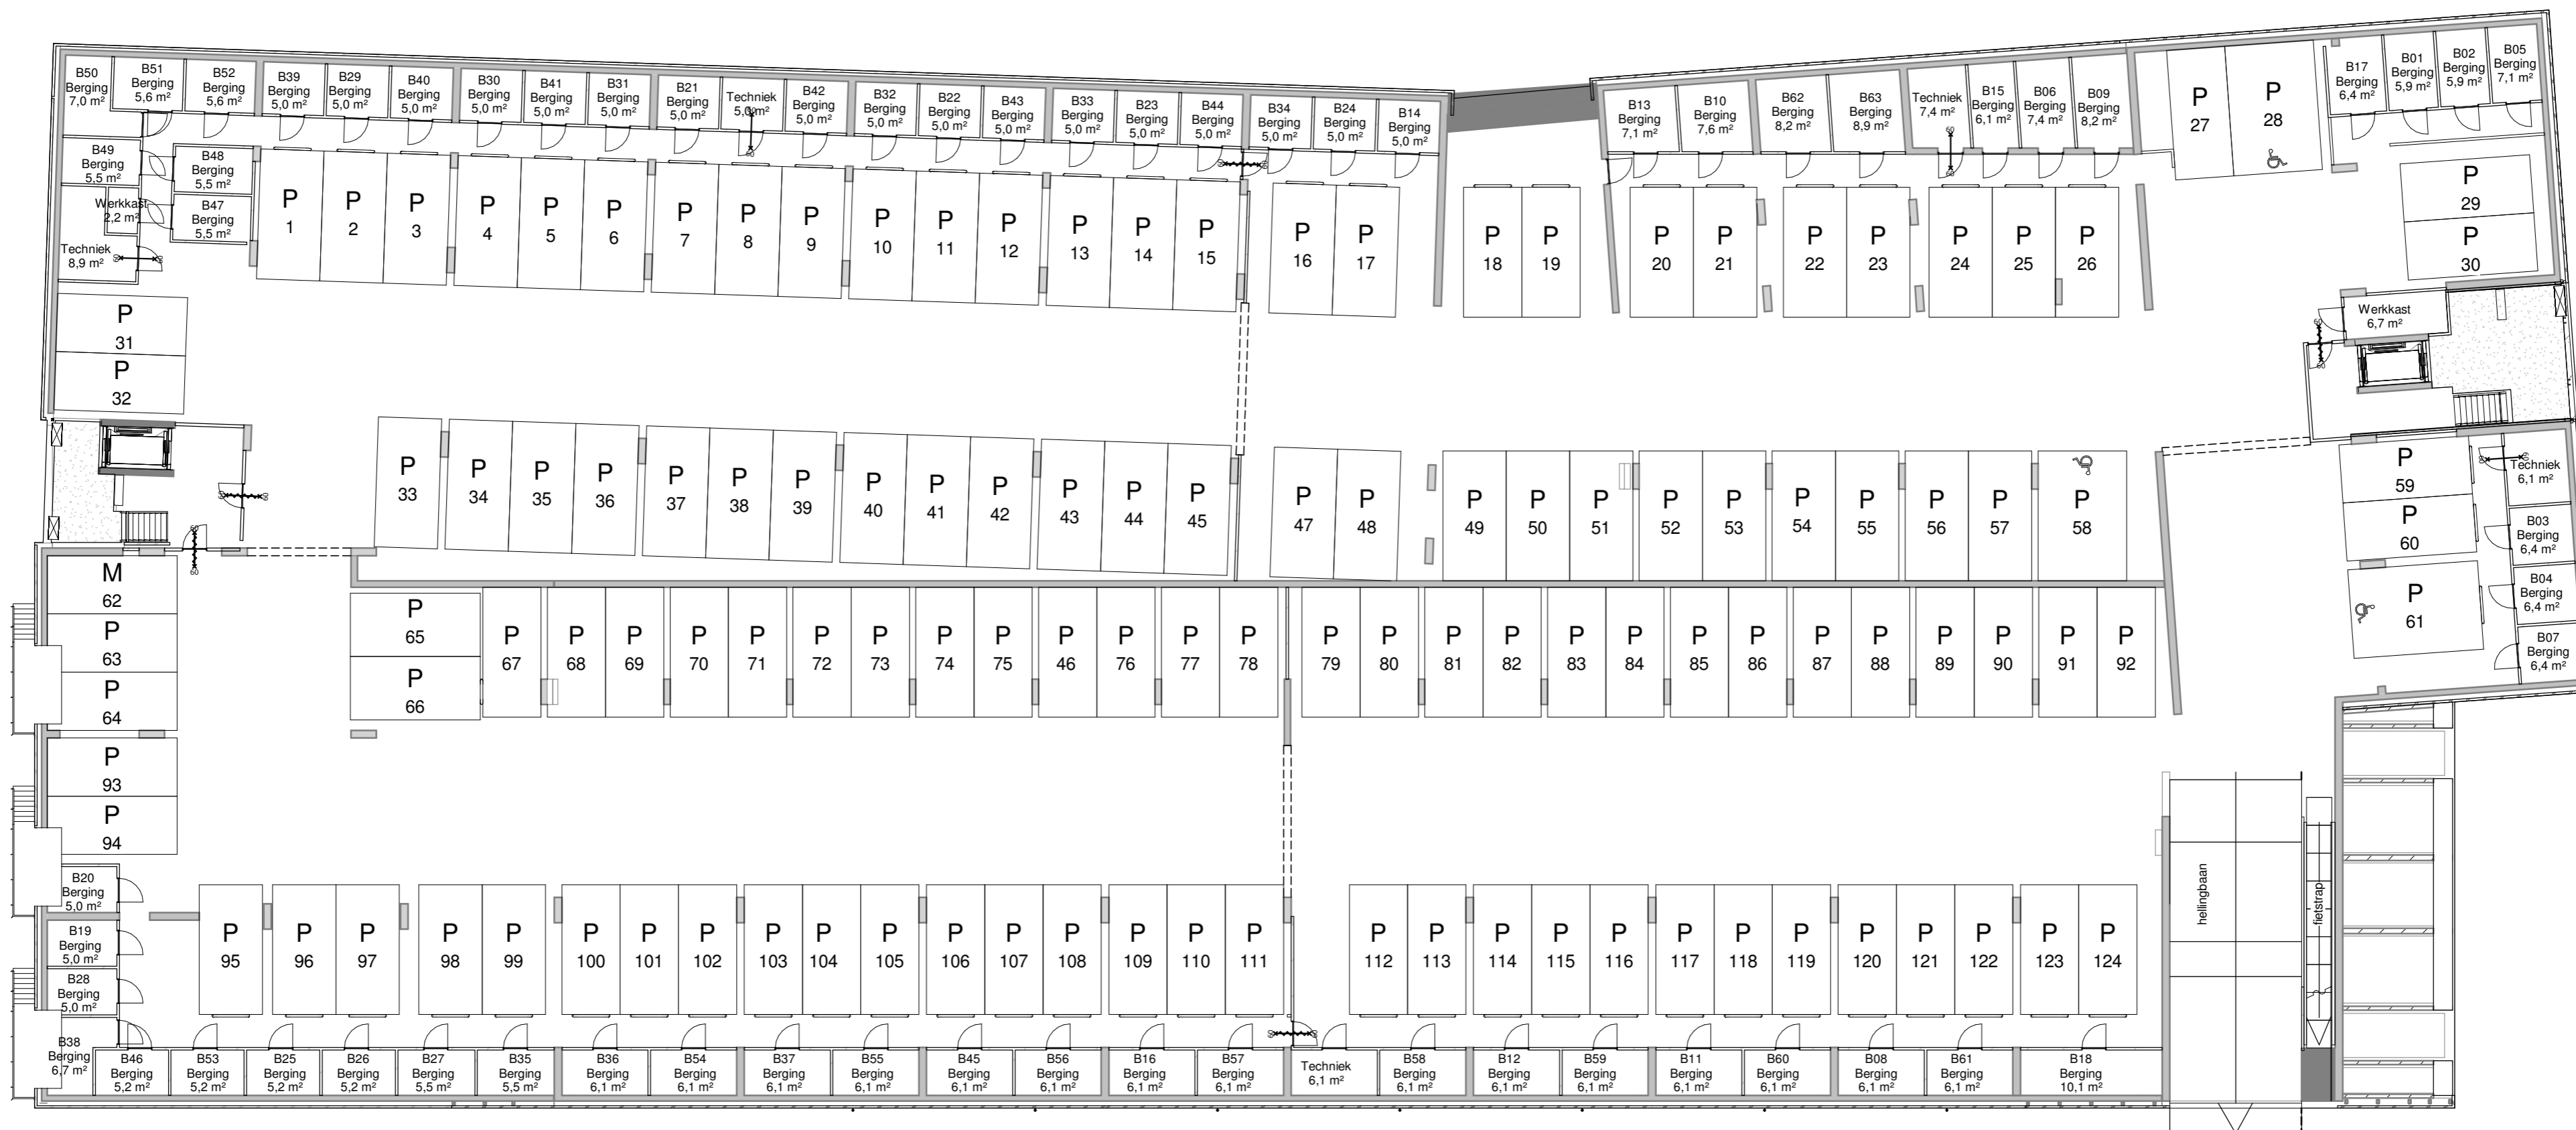 B50
Berging
7,0 m²
B51
Berging
5,6 m²
B52
Berging
5,6 m²
B39
Berging
5,0 m²
B29
Berging
5,0 m²
B40
Berging
5,0 m²
B30
Berging
5,0 m²
B41
Berging
5,0 m²
B31
Berging
5,0 m²
B21
Berging
5,0 m²
Techniek
5,0 m²
B42
Berging
5,0 m²
B32
Berging
5,0 m²
B22
Berging
5,0 m²
B43
Berging
5,0 m²
B33
Berging
5,0 m²
B23
Berging
5,0 m²
B44
Berging
5,0 m²
B34
Berging
5,0 m²
B24
Berging
5,0 m²
B14
Berging
5,0 m²
B13
Berging
7,1 m²
B10
Berging
7,6 m²
B62
Berging
8,2 m²
B63
Berging
8,9 m²
Techniek
7,4 m²
B15
Berging
6,1 m²
B06
Berging
7,4 m²
B09
Berging
8,2 m²
P
27
P
28
B17
Berging
6,4 m²
B01
Berging
5,9 m²
B02
Berging
5,9 m²
B05
Berging
7,1 m²
B49
Berging
5,5 m²
B48
Berging
5,5 m²
Werkkast
2,2 m²
B47
Berging
5,5 m²
Techniek
8,9 m²
60
60
60
60
60
60
60
60
P
1
P
2
P
3
P
4
P
5
P
6
P
7
P
8
P
9
P
10
P
11
P
12
P
13
P
14
P
15
P
16
P
17
P
18
P
19
P
20
P
21
P
22
P
23
P
24
P
25
P
26
P
29
P
30
P
31
P
32
Werkkast
6,7 m²
60
60
P
33
P
34
P
35
P
36
P
37
P
38
P
39
P
40
P
41
P
42
P
43
P
44
P
45
P
47
P
48
P
49
P
50
P
51
P
52
P
53
P
54
P
55
P
56
P
57
P
58
P
59
P
60
P
61
60
60
Techniek
6,1 m²
B03
Berging
6,4 m²
B04
Berging
6,4 m²
B07
Berging
6,4 m²
60
60
60
60
M
62
P
63
P
64
P
65
P
66
P
67
P
68
P
69
P
70
P
71
P
72
P
73
P
74
P
75
P
46
P
76
P
77
P
78
P
79
P
80
P
81
P
82
P
83
P
84
P
85
P
86
P
87
P
88
P
89
P
90
P
91
P
92
P
93
P
94
B20
Berging
5,0 m²
B19
Berging
5,0 m²
B28
Berging
5,0 m²
B38
Berging
6,7 m²
P
95
P
96
P
97
P
98
P
99
P
100
P
101
P
102
P
103
P
104
P
105
P
106
P
107
P
108
P
109
P
110
P
111
P
112
P
113
P
114
P
115
P
116
P
117
P
118
P
119
P
120
P
121
P
122
P
123
P
124
hellingbaan
fietstrap
60
60
B46
Berging
5,2 m²
B53
Berging
5,2 m²
B25
Berging
5,2 m²
B26
Berging
5,2 m²
B27
Berging
5,5 m²
B35
Berging
5,5 m²
B36
Berging
6,1 m²
B54
Berging
6,1 m²
B37
Berging
6,1 m²
B55
Berging
6,1 m²
B45
Berging
6,1 m²
B56
Berging
6,1 m²
B16
Berging
6,1 m²
B57
Berging
6,1 m²
Techniek
6,1 m²
B58
Berging
6,1 m²
B12
Berging
6,1 m²
B59
Berging
6,1 m²
B11
Berging
6,1 m²
B60
Berging
6,1 m²
B08
Berging
6,1 m²
B61
Berging
6,1 m²
B18
Berging
10,1 m²